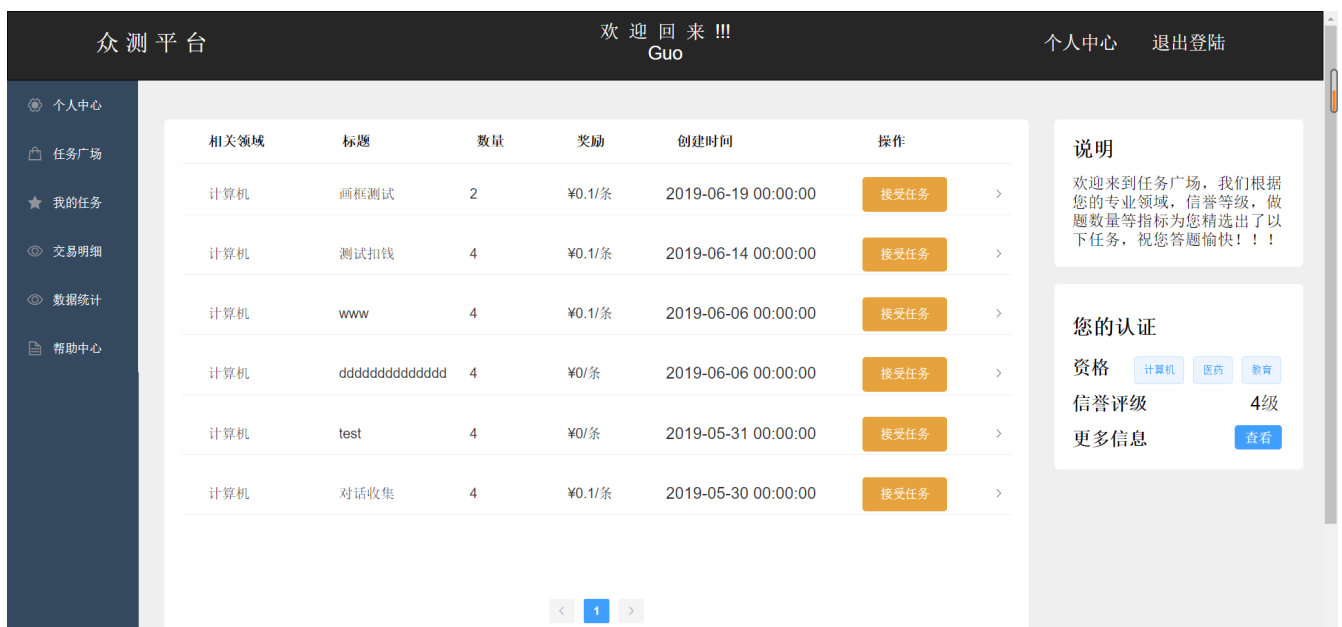 众测平台
欢迎回来!!!
Guo
个人中心 退出登陆
个人中心
任务广场
我的任务
交易明细
数据统计
帮助中心
相关领域 标题 数量 奖励 创建时间 操作
计算机 画框测试 2 ¥0.1/条 2019-06-19 00:00:00 接受任务
计算机 测试扣钱 4 ¥0.1/条 2019-06-14 00:00:00 接受任务
计算机 www 4 ¥0.1/条 2019-06-06 00:00:00 接受任务
计算机 dddddddddddddd 4 ¥0/条 2019-06-06 00:00:00 接受任务
计算机 test 4 ¥0/条 2019-05-31 00:00:00 接受任务
计算机 对话收集 4 ¥0.1/条 2019-05-30 00:00:00 接受任务
1
说明
欢迎来到任务广场，我们根据
您的专业领域，信誉等级，做
题数量等指标为您精选出了以
下任务，祝您答题愉快！！！
您的认证
资格 计算机 医药 教育
信誉评级 4级
更多信息 查看